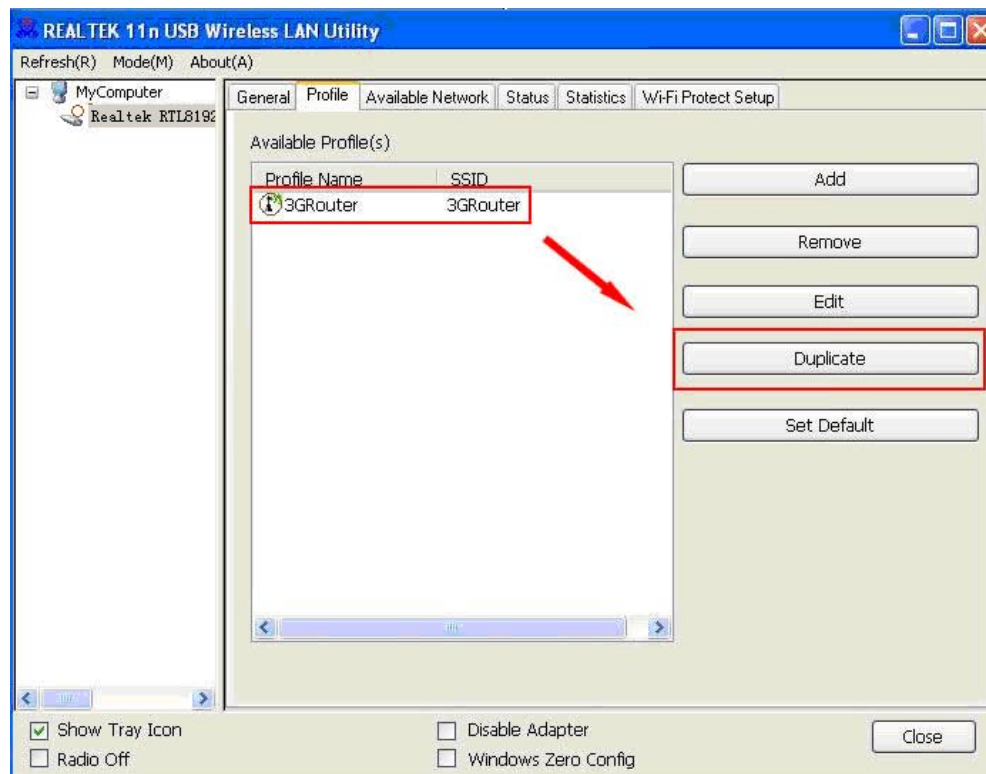 REALTEK 11n USB Wireless LAN Utility
Refresh(R) Mode(M) About(A)
MyComputer
Realtek RTL8192
General Profile Available Network Status Statistics Wi-Fi Protect Setup
Available Profile(s)
Profile Name SSID
3GRouter 3GRouter
Add
Remove
Edit
Duplicate
Set Default
Show Tray Icon
Radio Off
Disable Adapter
Windows Zero Config
Close